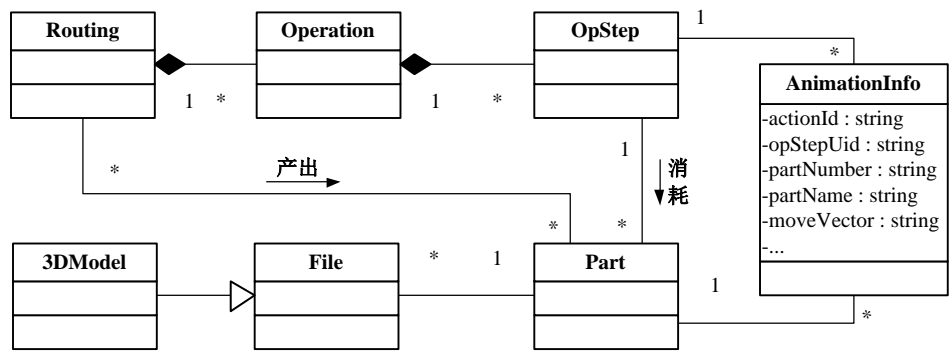 Routing
Operation
OpStep
1
*
1
*
1
*
AnimationInfo
-actionId : string
-opStepUid : string
-partNumber : string
-partName : string
-moveVector : string
-...
*
产出
1
消
耗
*
*
3DModel
File
*
1
Part
1
*